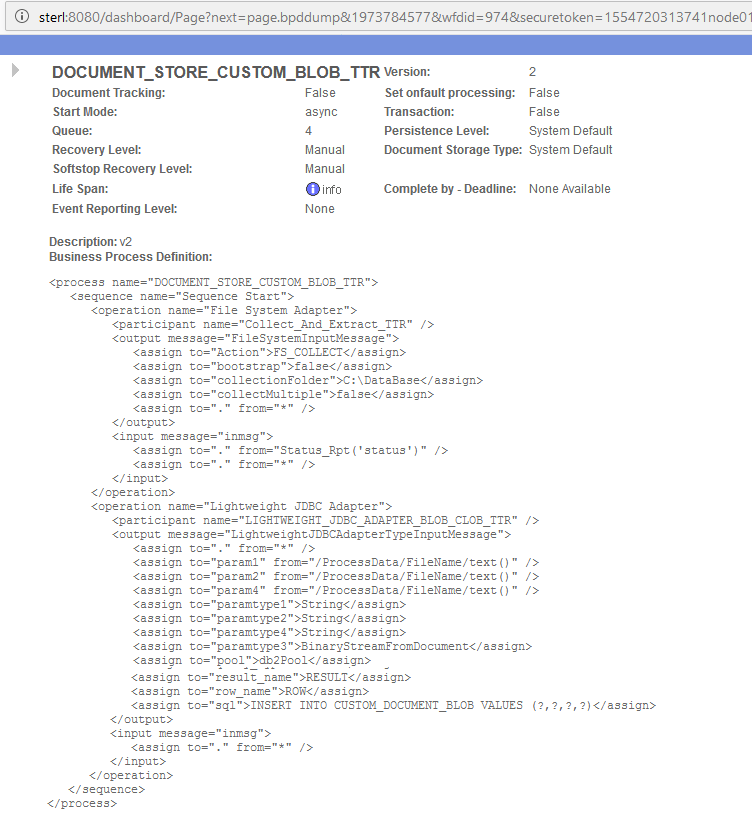 sterl:8080/dashboard/Page?next=page.bpddump&1973784577&wfdid=974&securetoken=1554720313741node01
DOCUMENT_STORE_CUSTOM_BLOB_TTR Version: 2
Document Tracking: False Set onfault processing: False
Start Mode: async Transaction: False
Queue: 4 Persistence Level: System Default
Recovery Level: Manual Document Storage Type: System Default
Softstop Recovery Level: Manual
Life Span: info Complete by - Deadline: None Available
Event Reporting Level: None
Description: v2
Business Process Definition:
<process name="DOCUMENT_STORE_CUSTOM_BLOB_TTR">
<sequence name="Sequence Start">
<operation name="File System Adapter">
<participant name="Collect_And_Extract_TTR" />
<output message="FileSystemInputMessage">
<assign to="Action">FS_COLLECT</assign>
<assign to="bootstrap">false</assign>
<assign to="collectionFolder">C:\DataBase</assign>
<assign to="collectMultiple">false</assign>
<assign to="." from="*" />
</output>
<input message="inmsg">
<assign to="." from="Status_Rpt('status')" />
<assign to="." from="*" />
</input>
</operation>
<operation name="Lightweight JDBC Adapter">
<participant name="LIGHTWEIGHT_JDBC_ADAPTER_BLOB_CLOB_TTR" />
<output message="LightweightJDBCAdapterTypeInputMessage">
<assign to="." from="*" />
<assign to="param1" from="/ProcessData/FileName/text()" />
<assign to="param2" from="/ProcessData/FileName/text()" />
<assign to="param4" from="/ProcessData/FileName/text()" />
<assign to="paramtype1">String</assign>
<assign to="paramtype2">String</assign>
<assign to="paramtype4">String</assign>
<assign to="paramtype3">BinaryStreamFromDocument</assign>
<assign to="pool">db2Pool</assign>
<assign to="result_name">RESULT</assign>
<assign to="row_name">ROW</assign>
<assign to="sql">INSERT INTO CUSTOM_DOCUMENT_BLOB VALUES (?,?,?,?)</assign>
</output>
<input message="inmsg">
<assign to="." from="*" />
</input>
</operation>
</sequence>
</process>